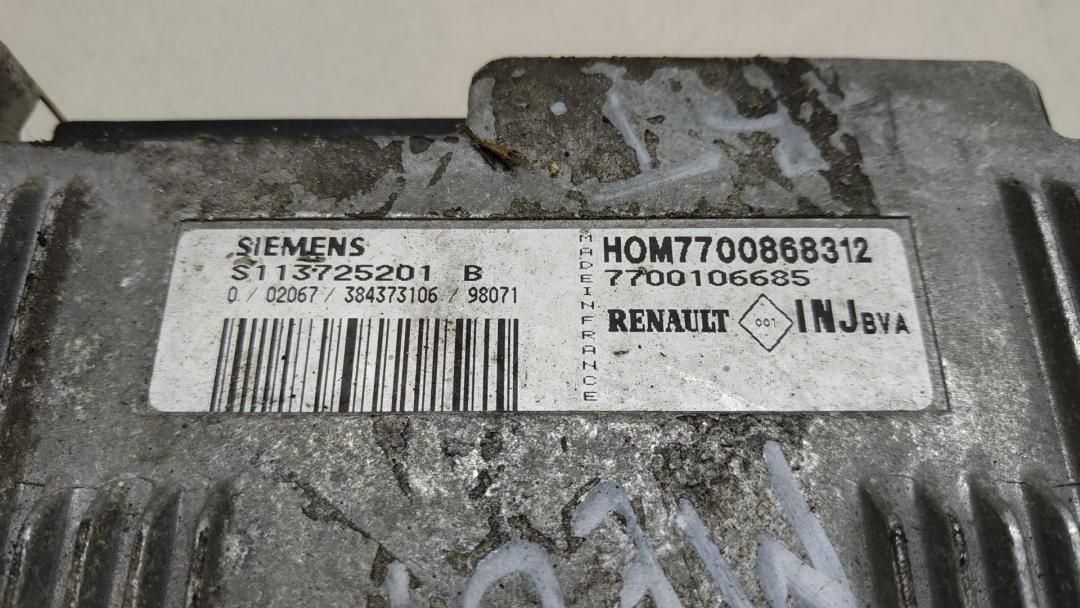 SIEMENS
S113725201 B
0 / 02067 / 384373106 / 98071
MADE IN FRANCE
HOM7700868312
7700106685
RENAULT 001 INJ BVA